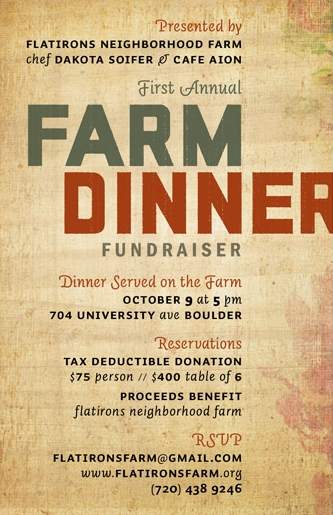 Presented by
FLATIRONS NEIGHBORHOOD FARM
chef DAKOTA SOIFER & CAFE AION
First Annual
FARM
DINNER
FUNDRAISER
Dinner Served on the Farm
OCTOBER 9 at 5 pm
704 UNIVERSITY ave BOULDER
Reservations
TAX DEDUCTIBLE DONATION
$75 person // $400 table of 6
PROCEEDS BENEFIT
flatirons neighborhood farm
RSVP
FLATIRONSFARM@GMAIL.COM
www.FLATIRONSFARM.org
(720) 438 9246